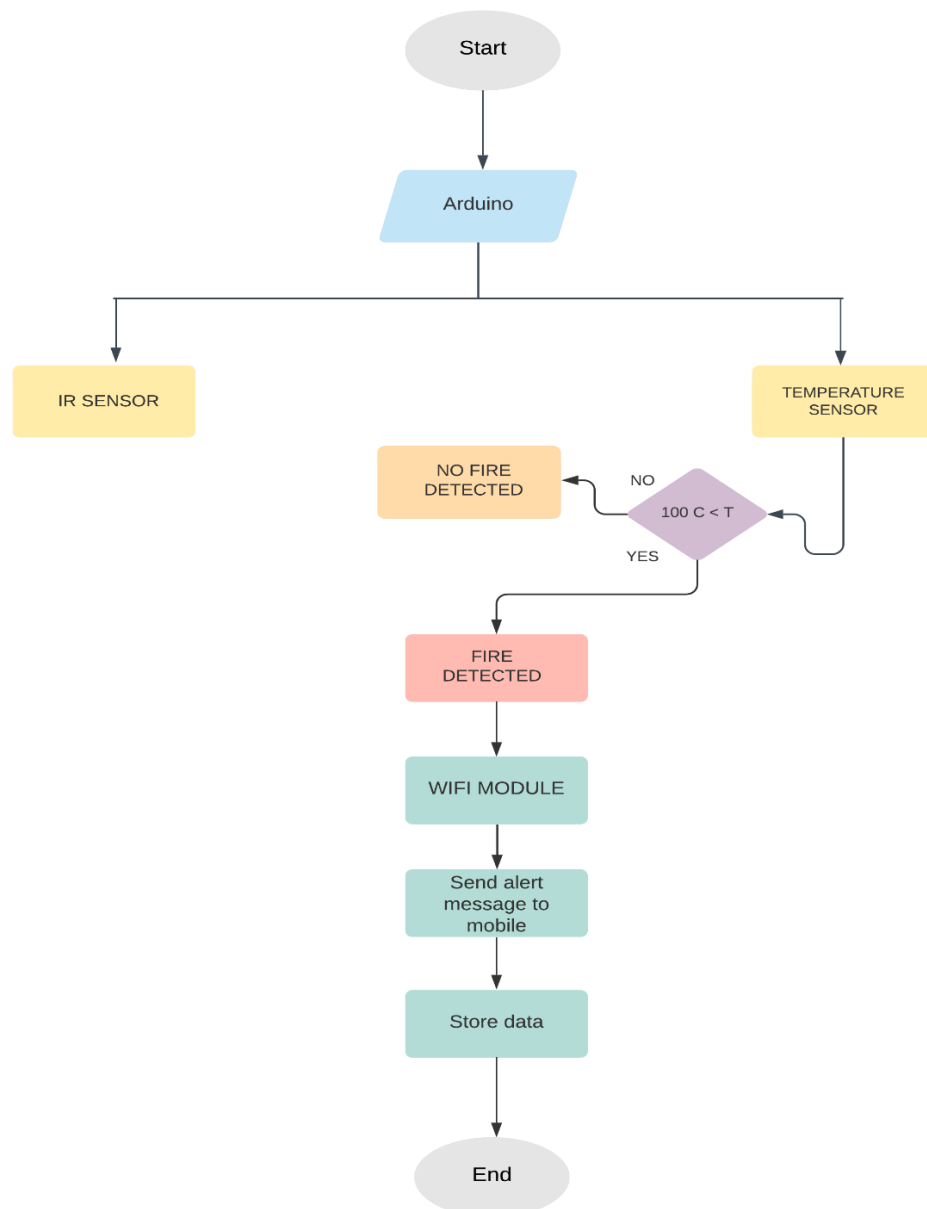 Start
Arduino
IR SENSOR
TEMPERATURE
SENSOR
NO FIRE
DETECTED
NO
100 C < T
YES
FIRE
DETECTED
WIFI MODULE
Send alert
message to
mobile
Store data
End